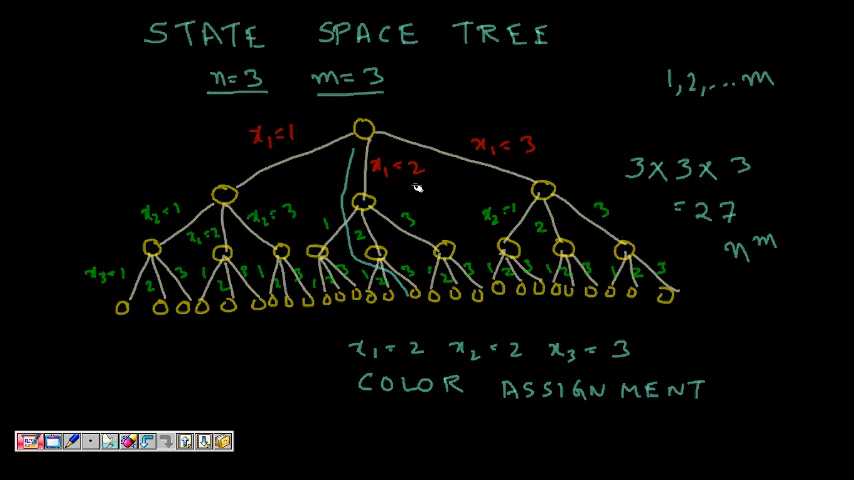 STATE SPACE TREE
n=3 m=3
1,2,...m
x₁=1 x₁=2 x₁=3
3x3x3
=27
nᵐ
x₂=1 x₂=2 x₂=3 1 2 3 x₂=1 2 3
x₃=1 2 3 1 2 3 1 2 3 1 2 3 1 2 3 1 2 3 1 2 3 1 2 3 1 2 3
x₁=2 x₂=2 x₃=3
COLOR ASSIGNMENT